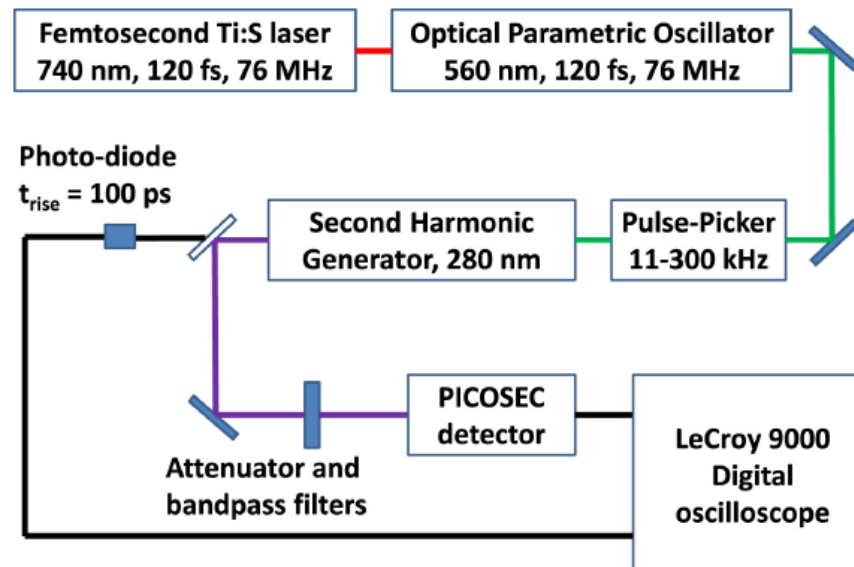 Femtosecond Ti:S laser
740 nm, 120 fs, 76 MHz
Optical Parametric Oscillator
560 nm, 120 fs, 76 MHz
Photo-diode
trise = 100 ps
Second Harmonic
Generator, 280 nm
Pulse-Picker
11-300 kHz
PICOSEC
detector
LeCroy 9000
Digital
oscilloscope
Attenuator and
bandpass filters